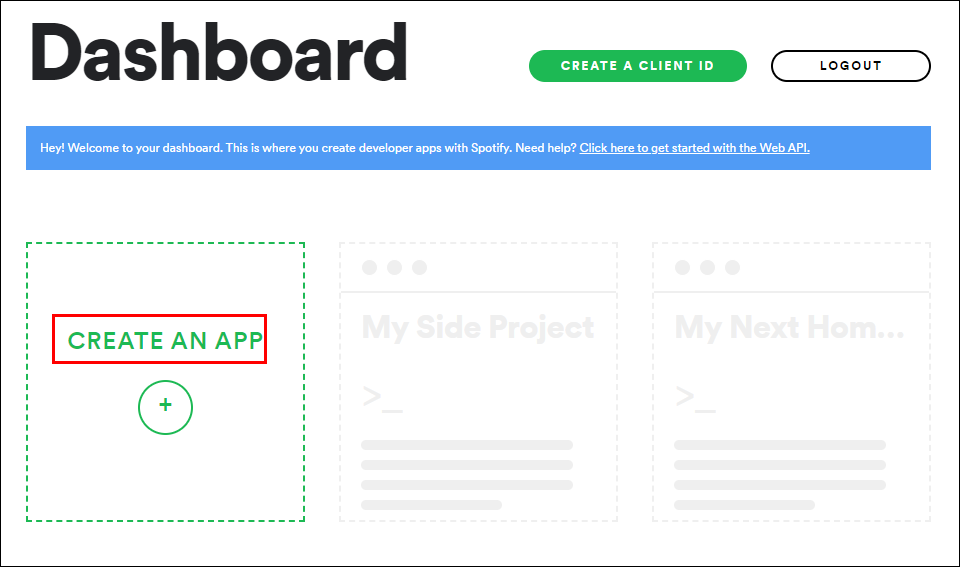 Dashboard
CREATE A CLIENT ID
LOGOUT
Hey! Welcome to your dashboard. This is where you create developer apps with Spotify. Need help? Click here to get started with the Web API.
CREATE AN APP
+
My Side Project
>_
My Next Hom...
>_